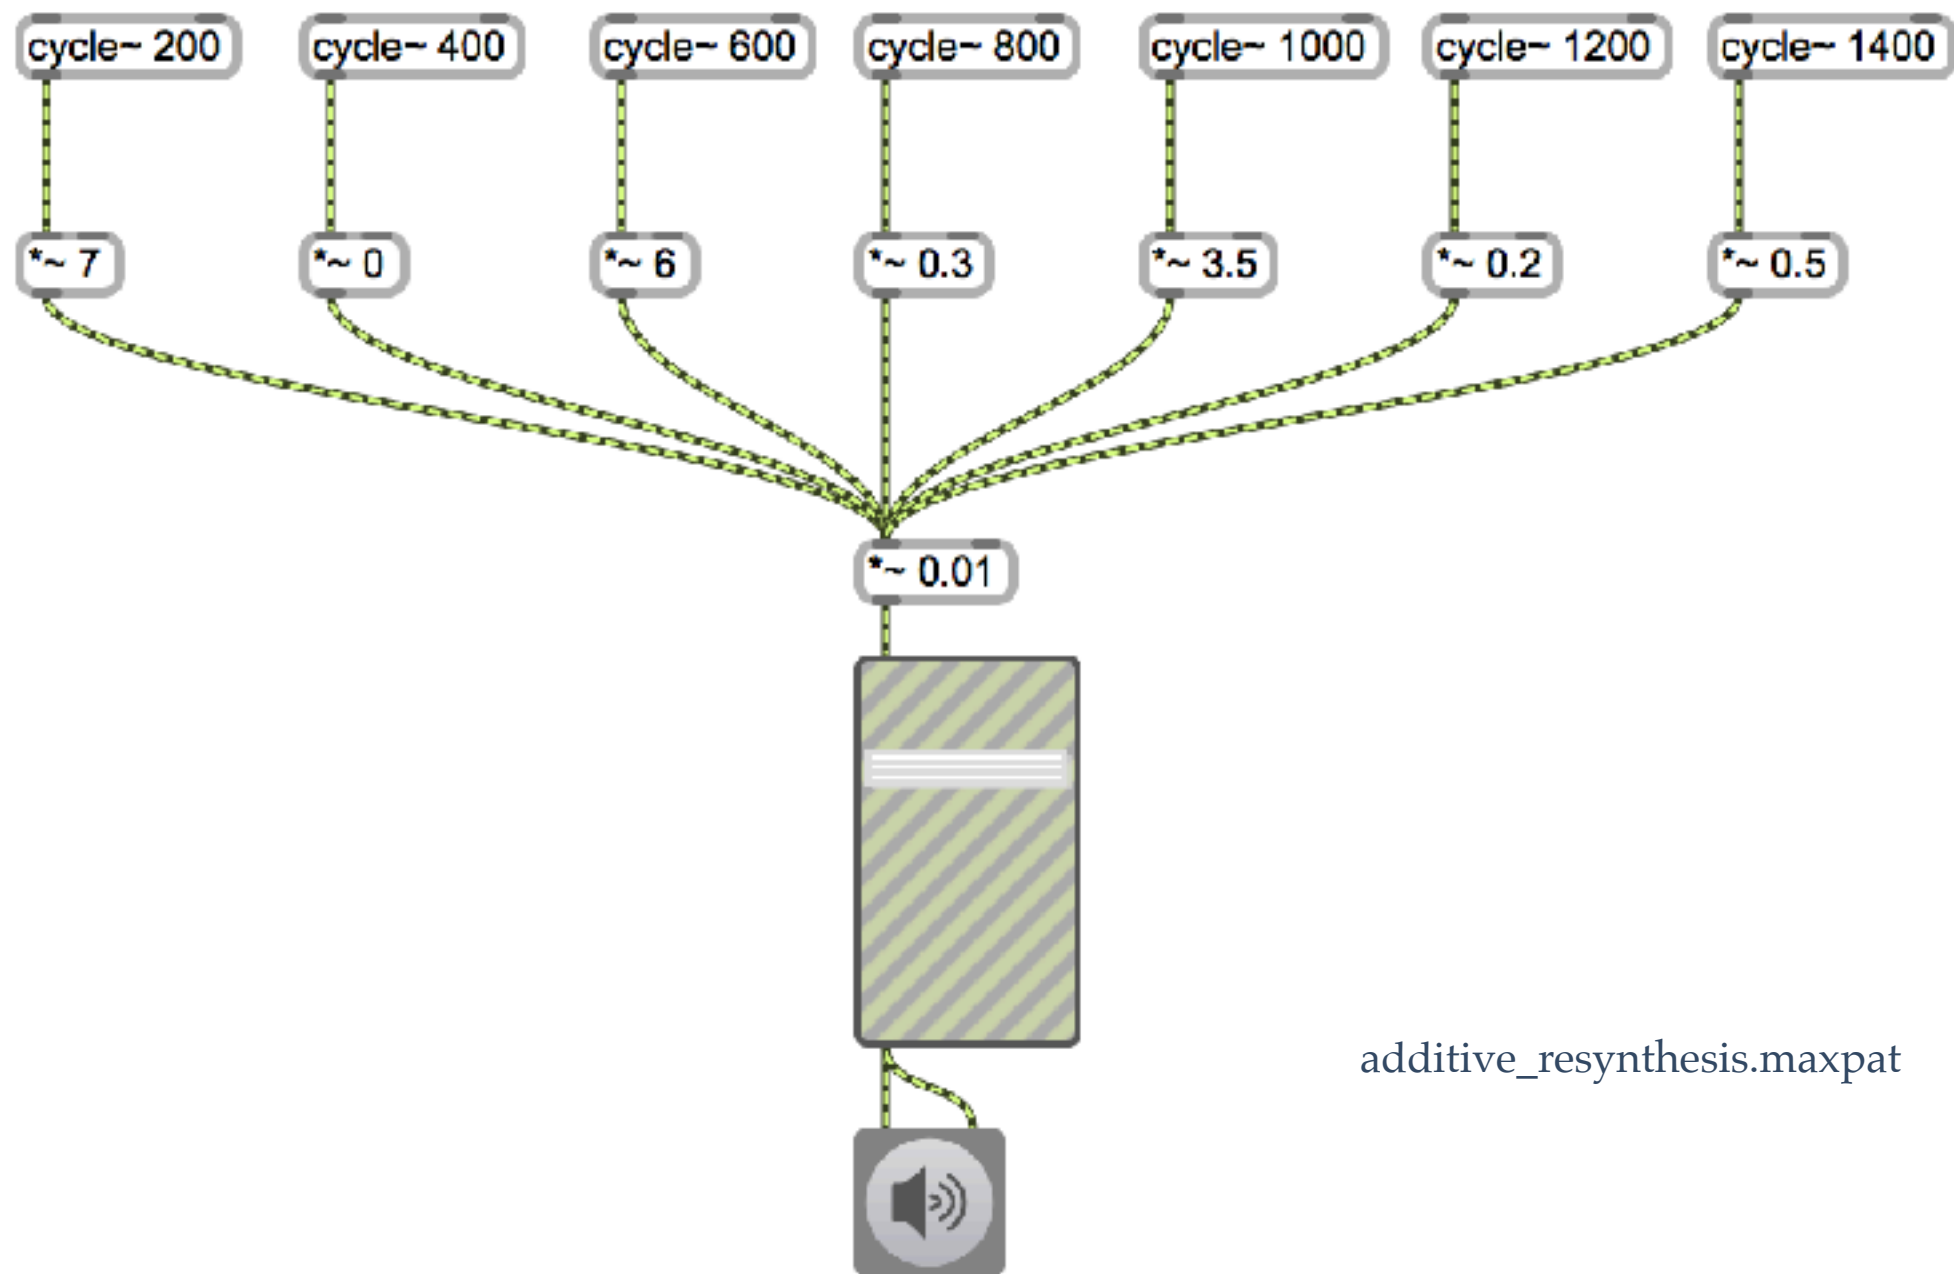 cycle~ 200 cycle~ 400 cycle~ 600 cycle~ 800 cycle~ 1000 cycle~ 1200 cycle~ 1400
*~ 7 *~ 0 *~ 6 *~ 0.3 *~ 3.5 *~ 0.2 *~ 0.5
*~ 0.01
additive_resynthesis.maxpat